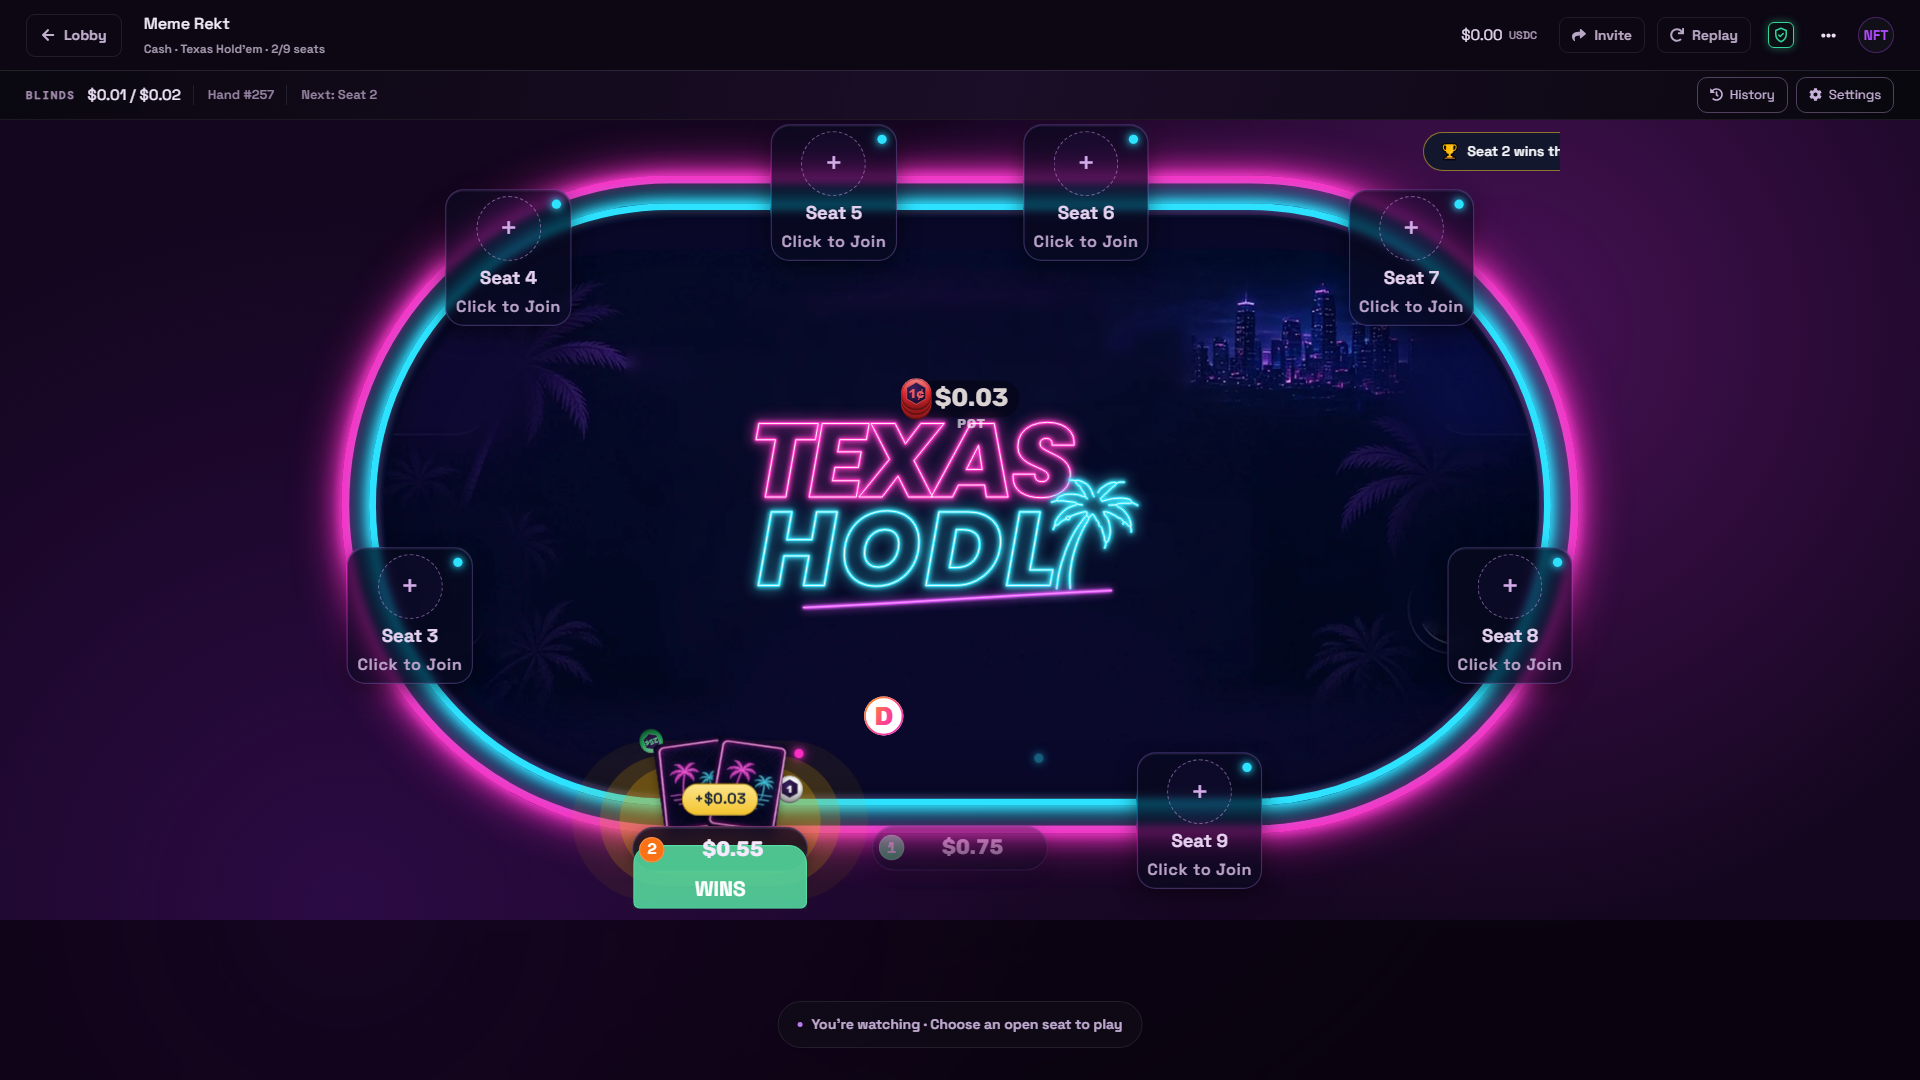 Lobby
Meme Rekt
Cash · Texas Hold'em · 2/9 seats
$0.00 USDC
Invite
Replay
NFT
BLINDS $0.01 / $0.02
Hand #257
Next: Seat 2
History
Settings
Seat 2 wins th
Seat 5
Click to Join
Seat 6
Click to Join
Seat 4
Click to Join
Seat 7
Click to Join
1¢ $0.03
POT
TEXAS
HODL
Seat 3
Click to Join
Seat 8
Click to Join
D
+$0.03
1
2 $0.55
WINS
1 $0.75
Seat 9
Click to Join
You're watching · Choose an open seat to play